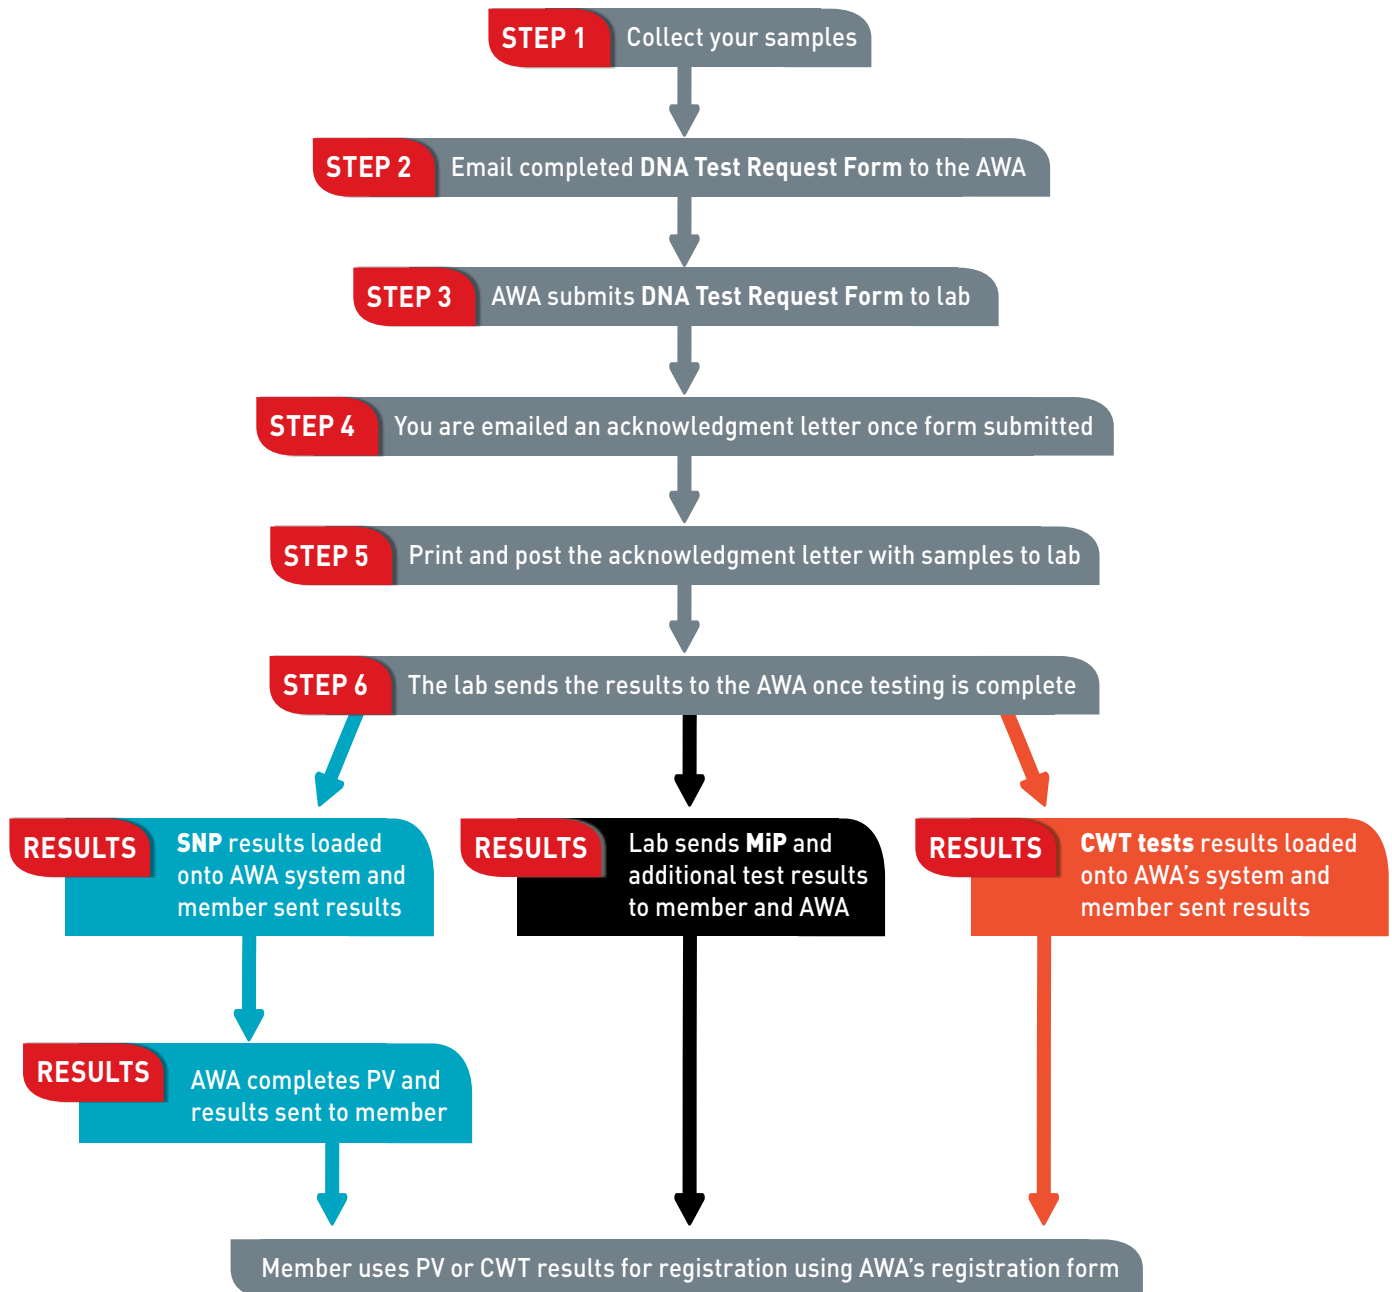 STEP 1 Collect your samples
STEP 2 Email completed DNA Test Request Form to the AWA
STEP 3 AWA submits DNA Test Request Form to lab
STEP 4 You are emailed an acknowledgment letter once form submitted
STEP 5 Print and post the acknowledgment letter with samples to lab
STEP 6 The lab sends the results to the AWA once testing is complete
RESULTS
SNP results loaded
onto AWA system and
member sent results
RESULTS
Lab sends MiP and
additional test results
to member and AWA
RESULTS
CWT tests results loaded
onto AWA's system and
member sent results
RESULTS
AWA completes PV and
results sent to member
Member uses PV or CWT results for registration using AWA's registration form